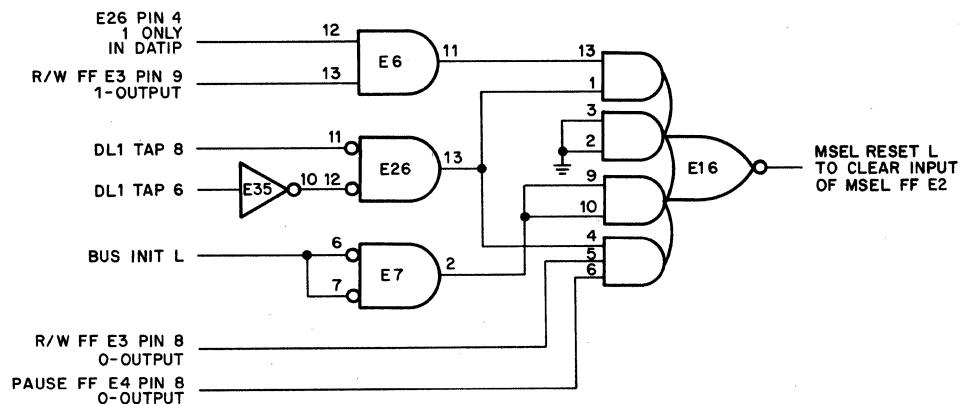 E26 PIN 4
1 ONLY
IN DATIP
12
11
13
E6
R/W FF E3 PIN 9
1-OUTPUT
13
1
3
2
DL1 TAP 8
11
E26
13
DL1 TAP 6
E35
10
12
E16
MSEL RESET L
TO CLEAR INPUT
OF MSEL FF E2
9
10
BUS INIT L
6
7
E7
2
4
5
6
R/W FF E3 PIN 8
0-OUTPUT
PAUSE FF E4 PIN 8
0-OUTPUT